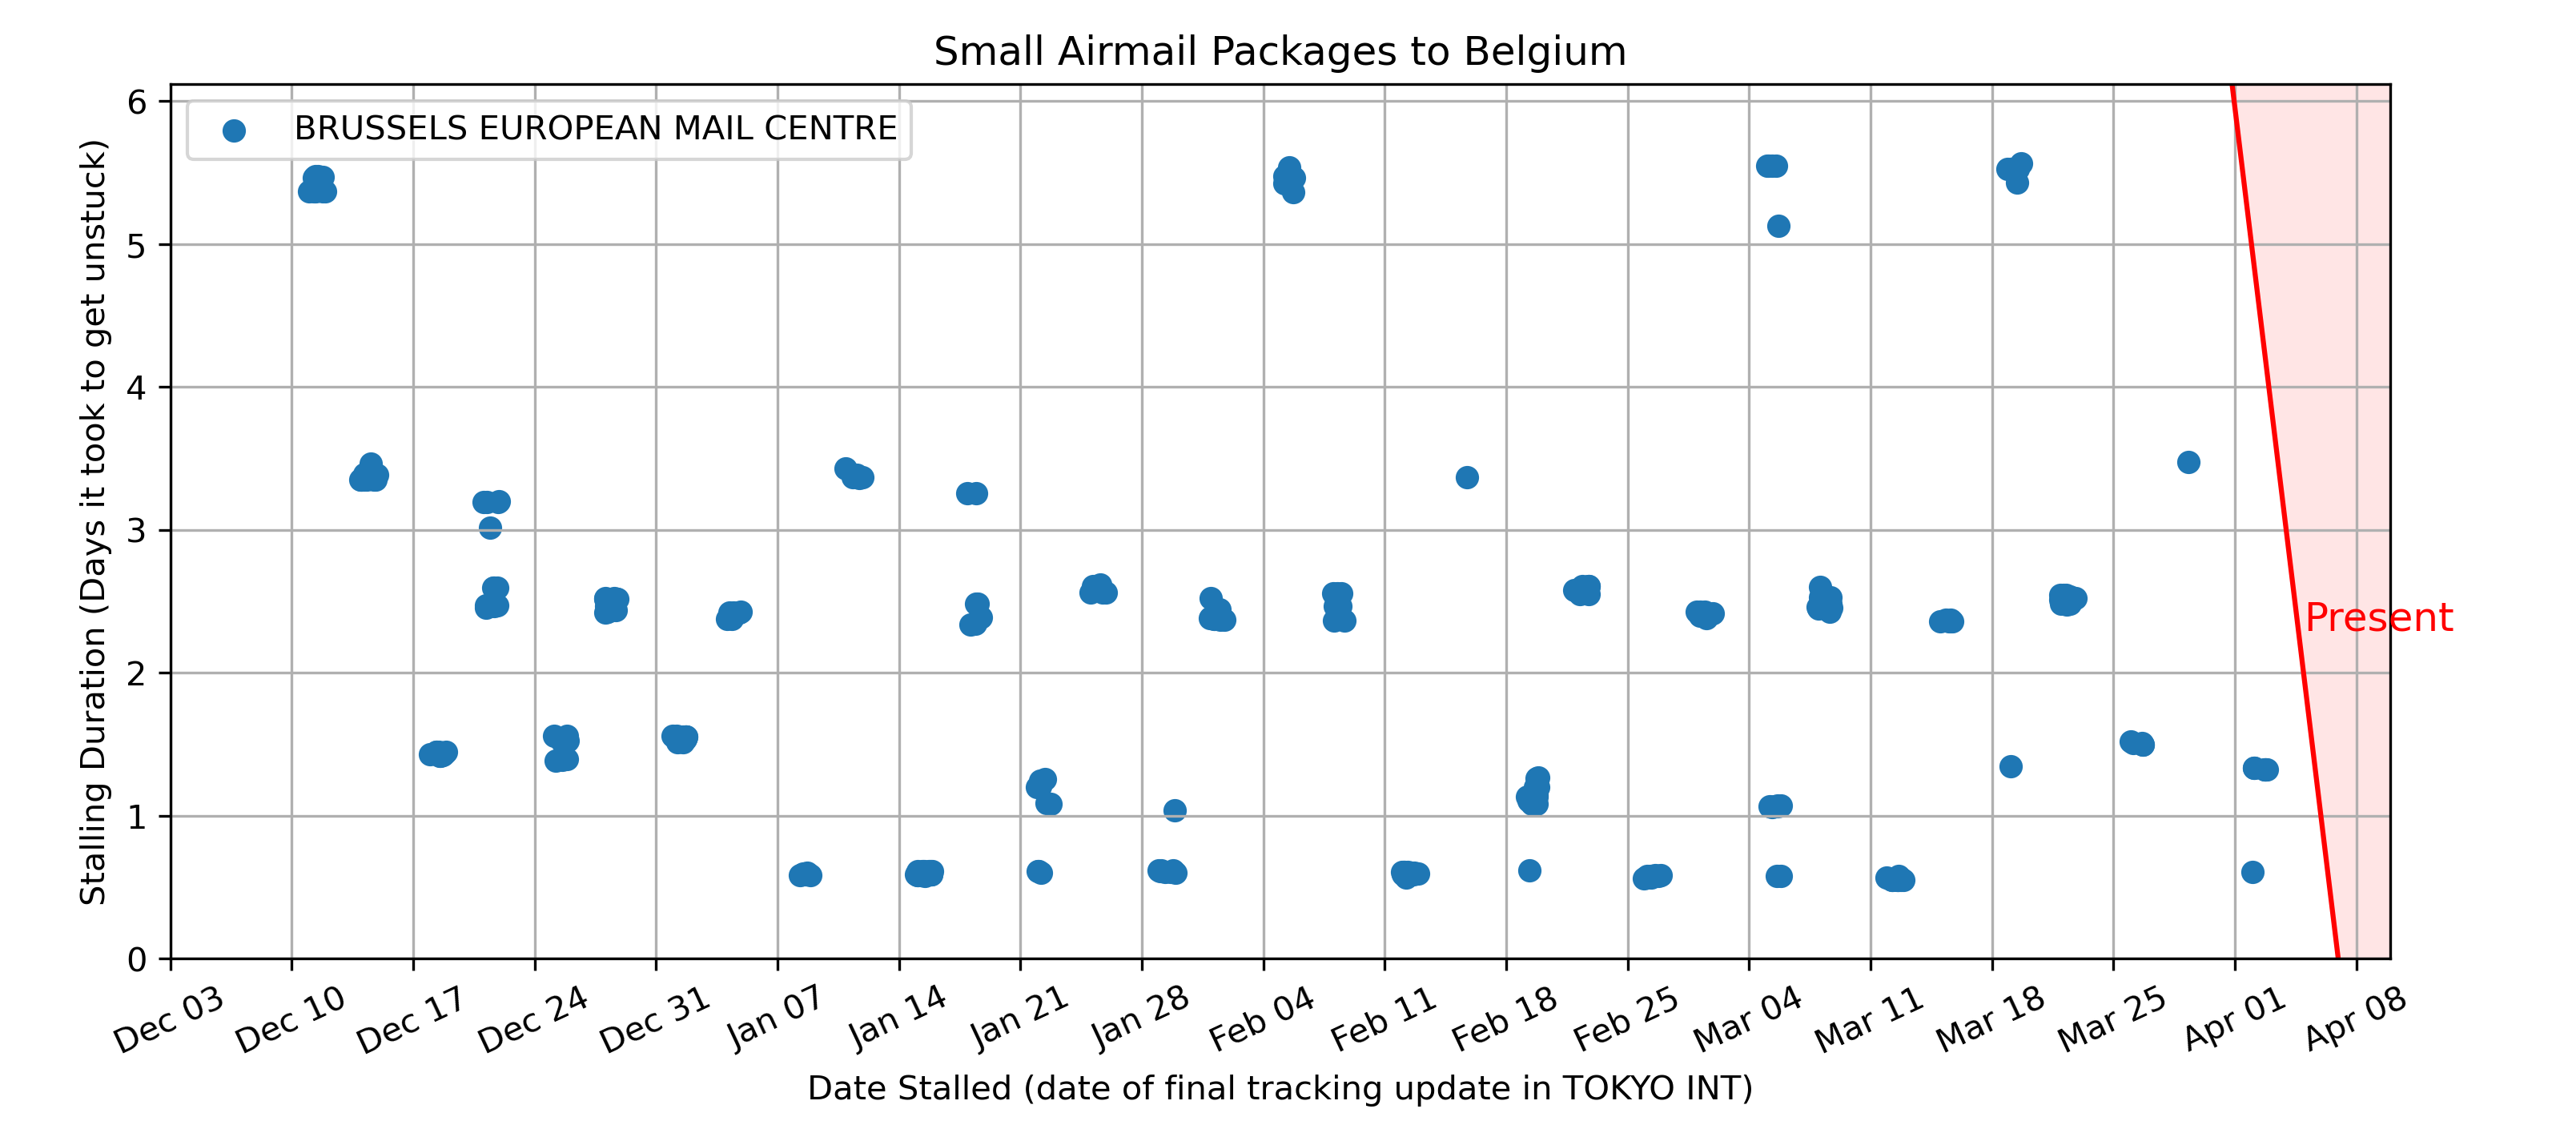 Small Airmail Packages to Belgium
BRUSSELS EUROPEAN MAIL CENTRE
Stalling Duration (Days it took to get unstuck)
6
5
4
3
2
1
0
Present
Dec 03
Dec 10
Dec 17
Dec 24
Dec 31
Jan 07
Jan 14
Jan 21
Jan 28
Feb 04
Feb 11
Feb 18
Feb 25
Mar 04
Mar 11
Mar 18
Mar 25
Apr 01
Apr 08
Date Stalled (date of final tracking update in TOKYO INT)